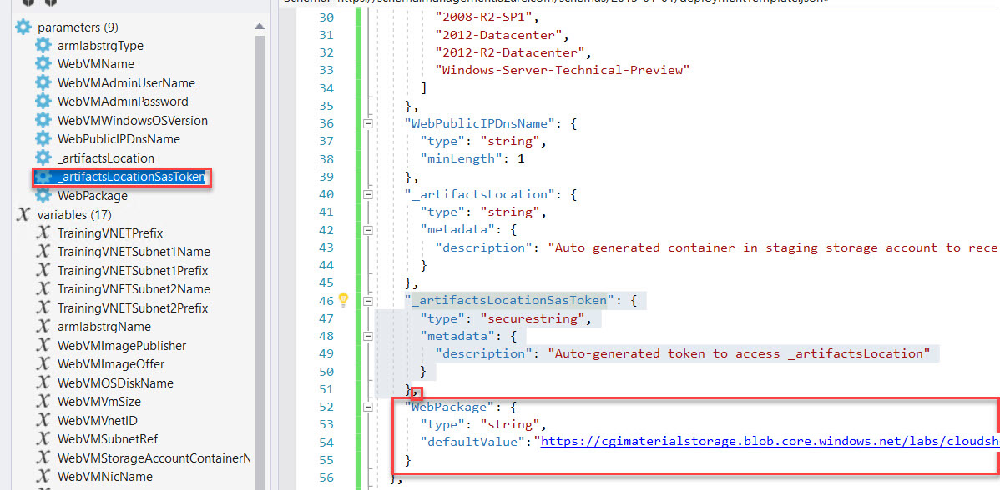 parameters (9)
armlabstrgType
WebVMName
WebVMAdminUserName
WebVMAdminPassword
WebVMWindowsOSVersion
WebPublicIPDnsName
_artifactsLocation
_artifactsLocationSasToken
WebPackage
variables (17)
TrainingVNETPrefix
TrainingVNETSubnet1Name
TrainingVNETSubnet1Prefix
TrainingVNETSubnet2Name
TrainingVNETSubnet2Prefix
armlabstrgName
WebVMImagePublisher
WebVMImageOffer
WebVMOSDiskName
WebVMVmSize
WebVMVnetID
WebVMSubnetRef
WebVMStorageAccountContainerN
WebVMNicName
30 "2008-R2-SP1",
31 "2012-Datacenter",
32 "2012-R2-Datacenter",
33 "Windows-Server-Technical-Preview"
34 ]
35 },
36 "WebPublicIPDnsName": {
37 "type": "string",
38 "minLength": 1
39 },
40 "_artifactsLocation": {
41 "type": "string",
42 "metadata": {
43 "description": "Auto-generated container in staging storage account to rece
44 }
45 },
46 "_artifactsLocationSasToken": {
47 "type": "securestring",
48 "metadata": {
49 "description": "Auto-generated token to access _artifactsLocation"
50 }
51 },
52 "WebPackage": {
53 "type": "string",
54 "defaultValue":"https://cgimaterialstorage.blob.core.windows.net/labs/cloudsh
55 }
56 },